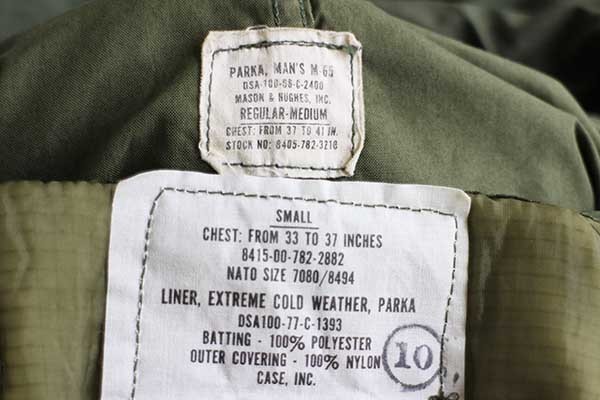 PARKA, MAN'S M-65
DSA-100-68-C-2400
MASON & HUGHES, INC.
REGULAR-MEDIUM
CHEST: FROM 37 TO 41 IN.
STOCK NO: 8405-782-3218
SMALL
CHEST: FROM 33 TO 37 INCHES
8415-00-782-2882
NATO SIZE 7080/8494
LINER, EXTREME COLD WEATHER, PARKA
DSA100-77-C-1393
BATTING - 100% POLYESTER
OUTER COVERING - 100% NYLON
CASE, INC.
10